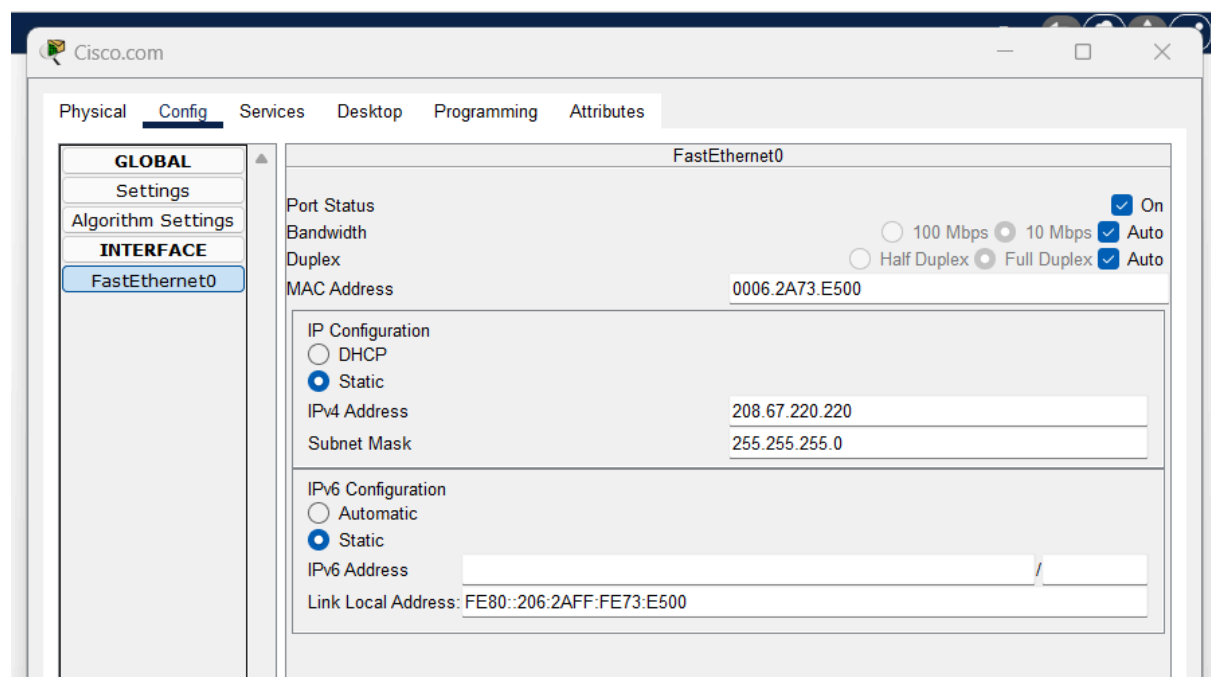 Cisco.com
Physical Config Services Desktop Programming Attributes
GLOBAL
Settings
Algorithm Settings
INTERFACE
FastEthernet0
FastEthernet0
Port Status On
Bandwidth 100 Mbps 10 Mbps Auto
Duplex Half Duplex Full Duplex Auto
MAC Address 0006.2A73.E500
IP Configuration
DHCP
Static
IPv4 Address 208.67.220.220
Subnet Mask 255.255.255.0
IPv6 Configuration
Automatic
Static
IPv6 Address /
Link Local Address: FE80::206:2AFF:FE73:E500